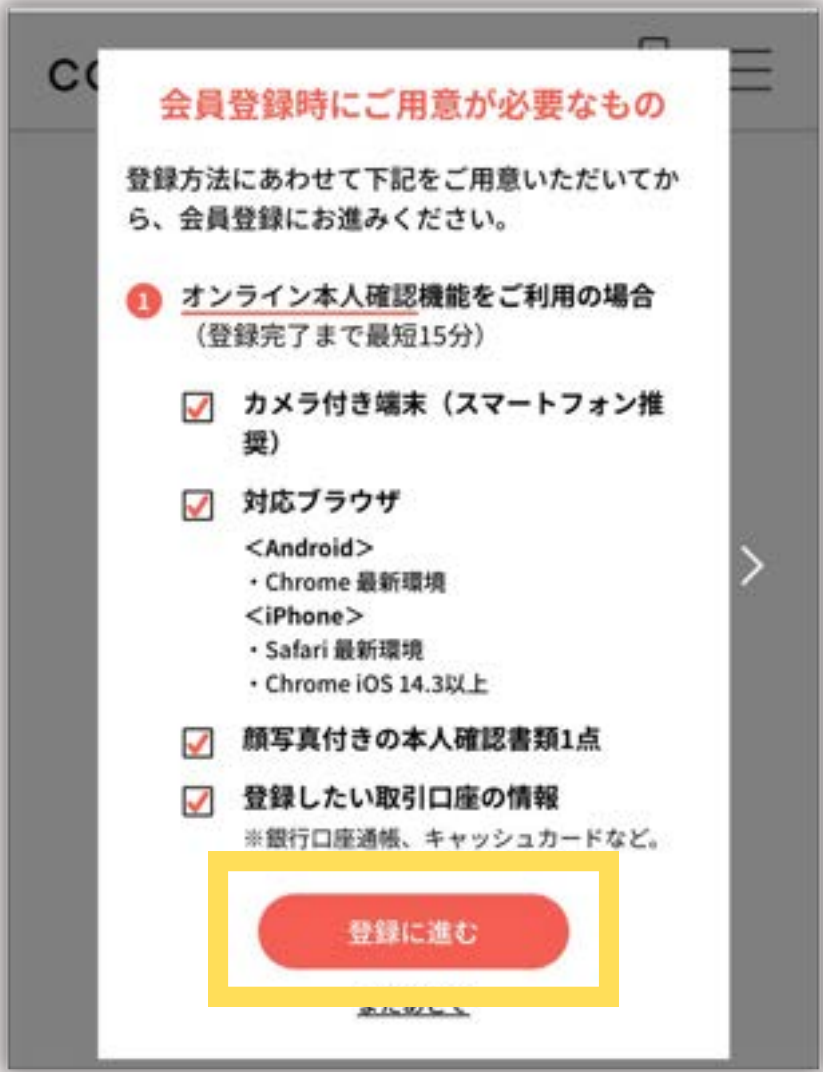 会員登録時にご用意が必要なもの
登録方法にあわせて下記をご用意いただいてか
ら、会員登録にお進みください。
1 オンライン本人確認機能をご利用の場合
（登録完了まで最短15分）
カメラ付き端末（スマートフォン推
奨）
対応ブラウザ
＜Android＞
・Chrome 最新環境
＜iPhone＞
・Safari 最新環境
・Chrome iOS 14.3以上
顔写真付きの本人確認書類1点
登録したい取引口座の情報
※銀行口座通帳、キャッシュカードなど。
登録に進む